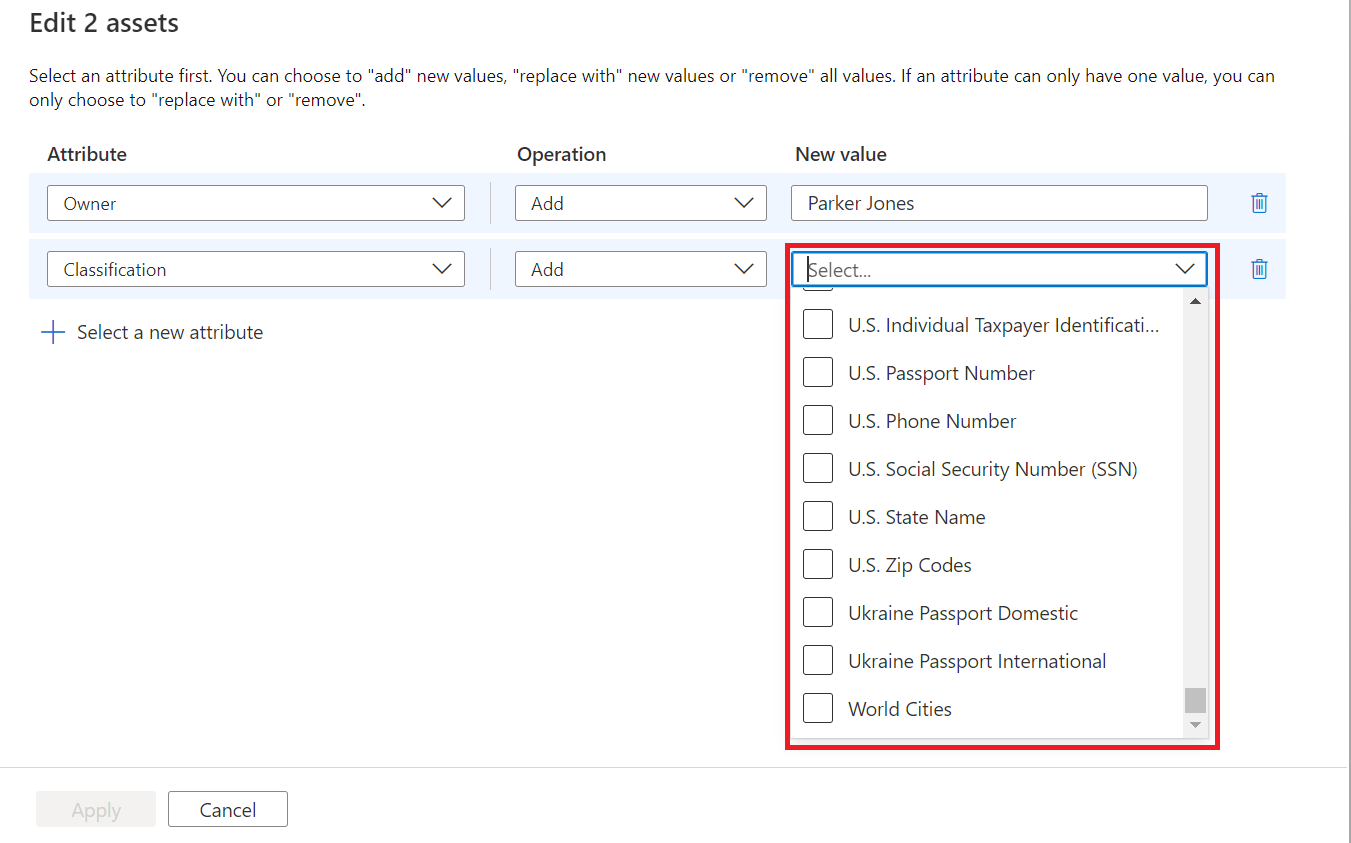 Edit 2 assets
Select an attribute first. You can choose to "add" new values, "replace with" new values or "remove" all values. If an attribute can only have one value, you can
only choose to "replace with" or "remove".
Attribute Operation New value
Owner Add Parker Jones
Classification Add Select...
Select a new attribute
U.S. Individual Taxpayer Identificati...
U.S. Passport Number
U.S. Phone Number
U.S. Social Security Number (SSN)
U.S. State Name
U.S. Zip Codes
Ukraine Passport Domestic
Ukraine Passport International
World Cities
Apply Cancel